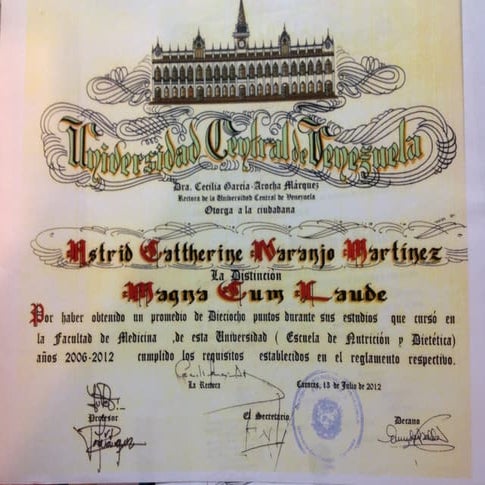 Universidad Central de Venezuela
Dra. Cecilia García-Arocha Márquez
Rectora de la Universidad Central de Venezuela
Otorga a la ciudadana
Astrid Cattherine Naranjo Martinez
La Distinción
Magna Cum Laude
Por haber obtenido un promedio de Dieciocho puntos durante sus estudios que cursó en
la Facultad de Medicina ,de esta Universidad ( Escuela de Nutrición y Dietética)
años 2006-2012 cumplido los requisitos establecidos en el reglamento respectivo.
La Rectora
Caracas, 13 de Julio de 2012
Profesor
El Secretario
Decano